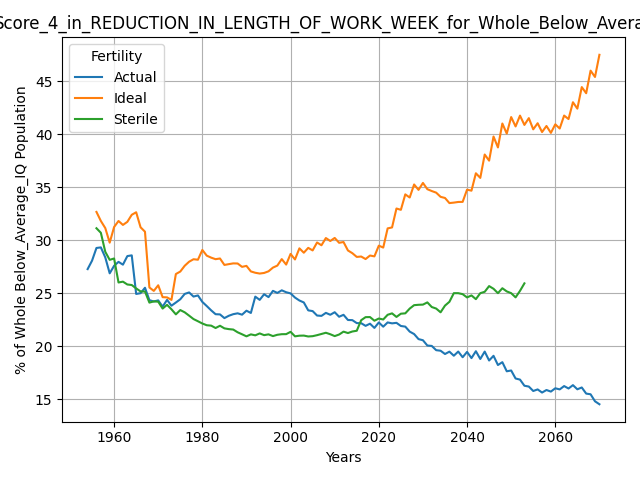 Score_4_in_REDUCTION_IN_LENGTH_OF_WORK_WEEK_for_Whole_Below_Avera
Fertility
Actual
Ideal
Sterile
% of Whole Below_Average_IQ Population
45
40
35
30
25
20
15
1960 1980 2000 2020 2040 2060
Years